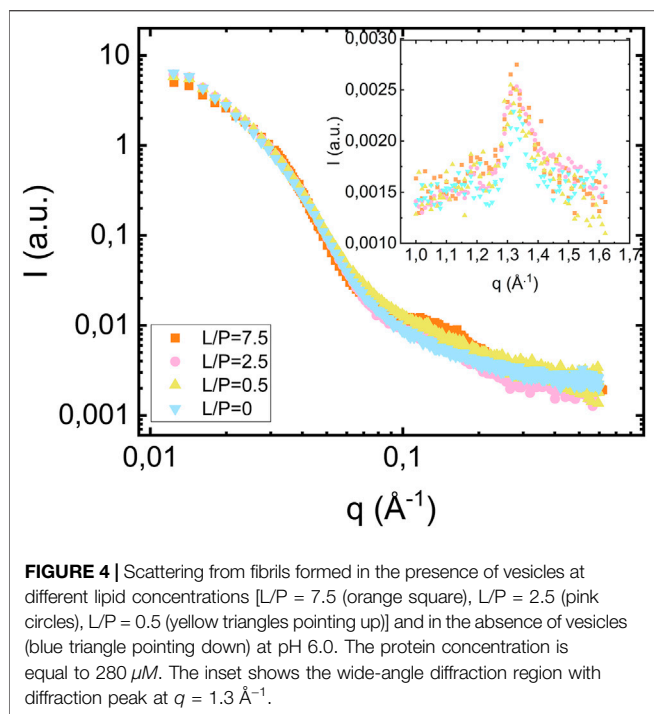 10
1
0,1
0,01
0,001
I (a.u.)
0,01
0,1
q (Å⁻¹)
L/P=7.5
L/P=2.5
L/P=0.5
L/P=0
0,0030
0,0025
0,0020
0,0015
0,0010
I (a.u.)
1,0 1,1 1,2 1,3 1,4 1,5 1,6 1,7
q (Å⁻¹)
FIGURE 4 | Scattering from fibrils formed in the presence of vesicles at
different lipid concentrations [L/P = 7.5 (orange square), L/P = 2.5 (pink
circles), L/P = 0.5 (yellow triangles pointing up)] and in the absence of vesicles
(blue triangle pointing down) at pH 6.0. The protein concentration is
equal to 280 μM. The inset shows the wide-angle diffraction region with
diffraction peak at q = 1.3 Å⁻¹.